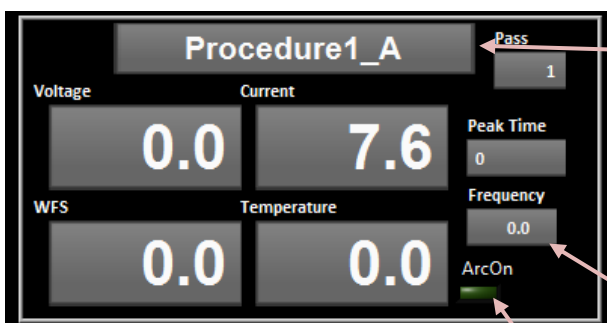 Procedure1_A
Pass
1
Voltage
Current
0.0
7.6
Peak Time
0
WFS
Temperature
0.0
0.0
Frequency
0.0
ArcOn